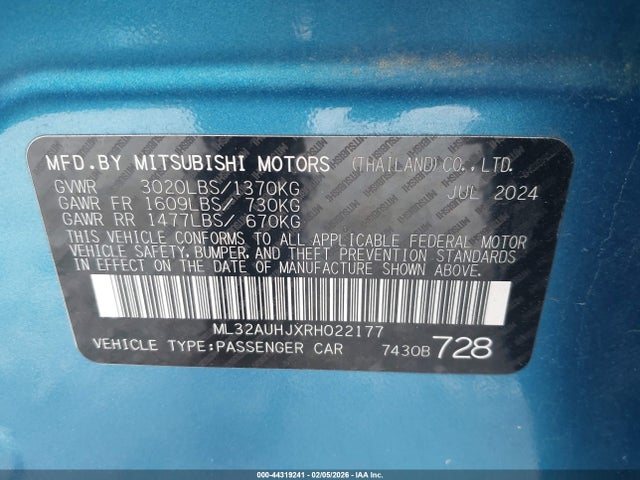 MFD.BY MITSUBISHI MOTORS (THAILAND)CO.,LTD.
GVWR 3020LBS/1370KG JUL 2024
GAWR FR 1609LBS/ 730KG
GAWR RR 1477LBS/ 670KG
THIS VEHICLE CONFORMS TO ALL APPLICABLE FEDERAL MOTOR
VEHICLE SAFETY, BUMPER, AND THEFT PREVENTION STANDARDS
IN EFFECT ON THE DATE OF MANUFACTURE SHOWN ABOVE.
ML32AUHJXRH022177
VEHICLE TYPE:PASSENGER CAR 7430B 728
000-44319241 - 02/05/2026 - IAA INC.